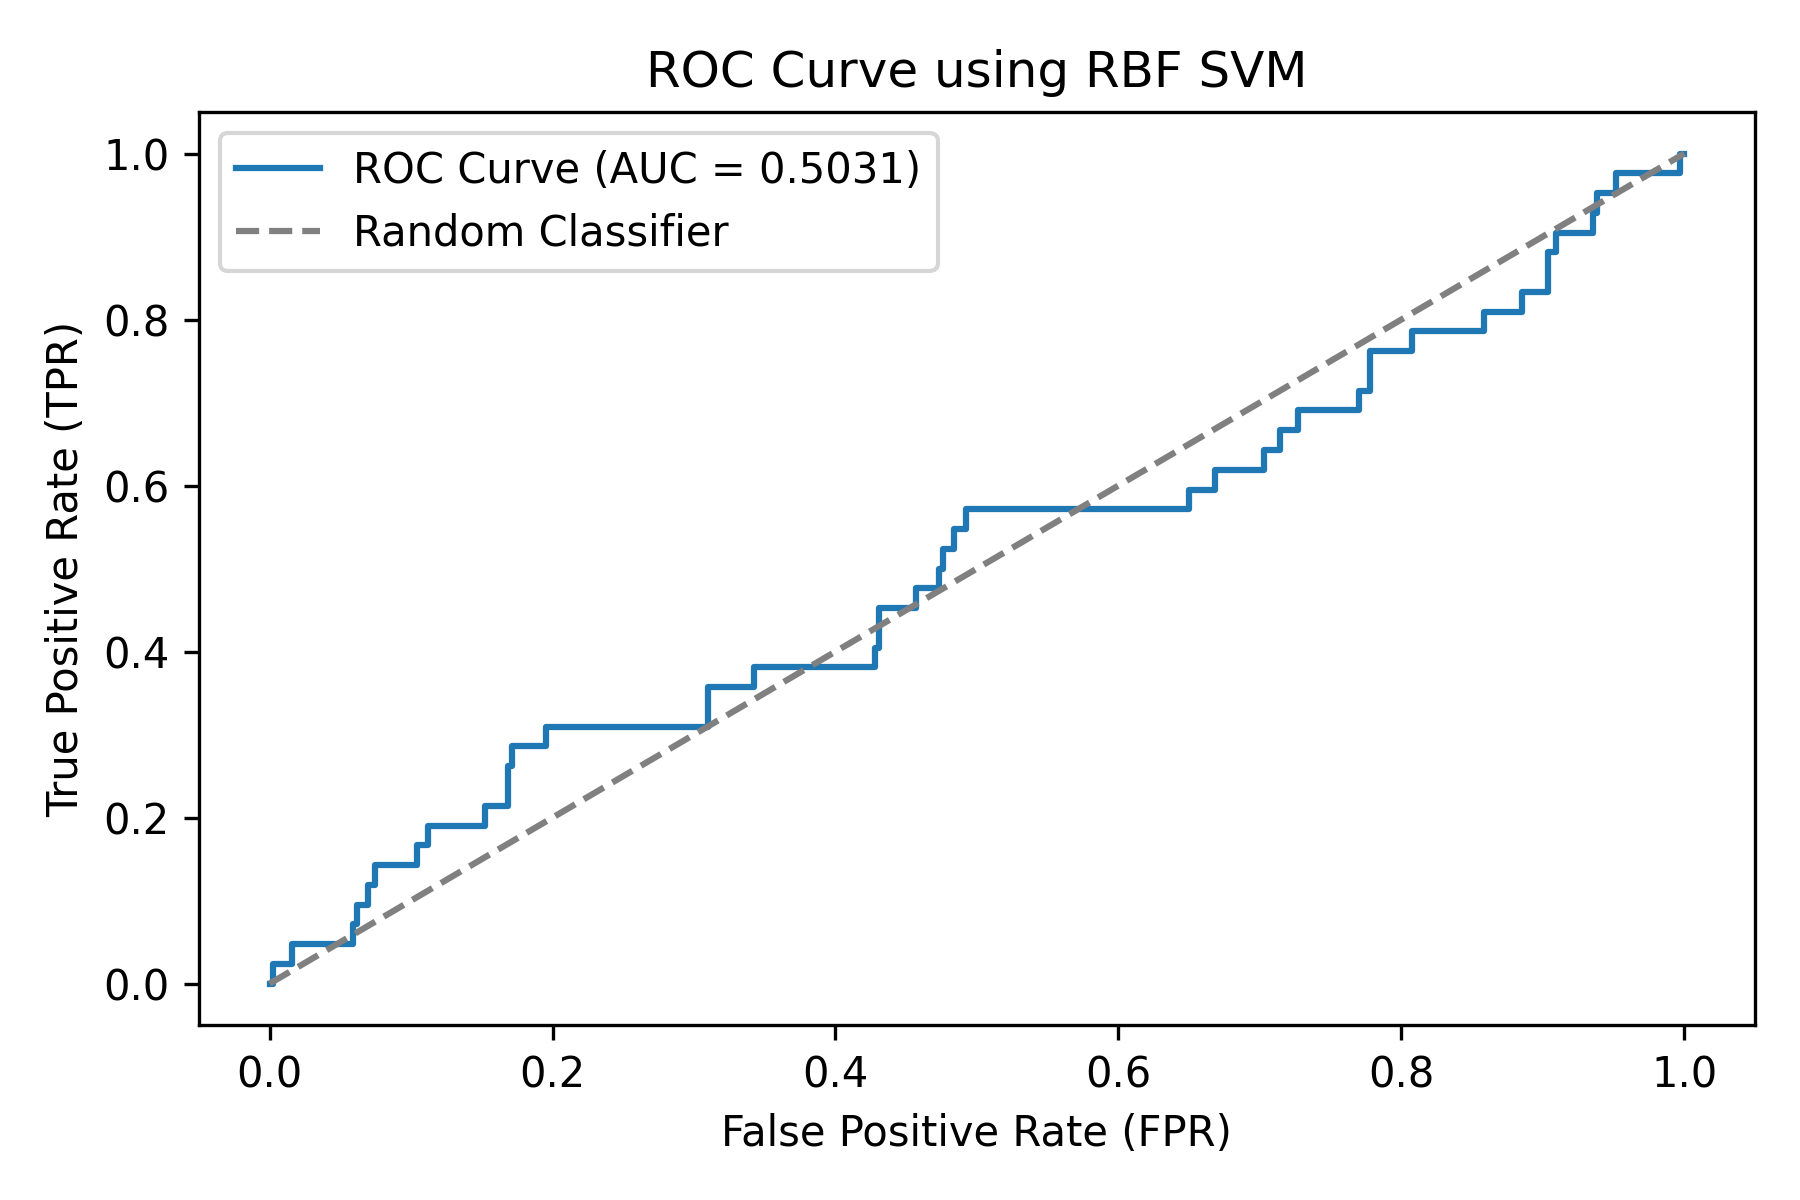 ROC Curve using RBF SVM
ROC Curve (AUC = 0.5031)
Random Classifier
True Positive Rate (TPR)
1.0
0.8
0.6
0.4
0.2
0.0
0.0 0.2 0.4 0.6 0.8 1.0
False Positive Rate (FPR)